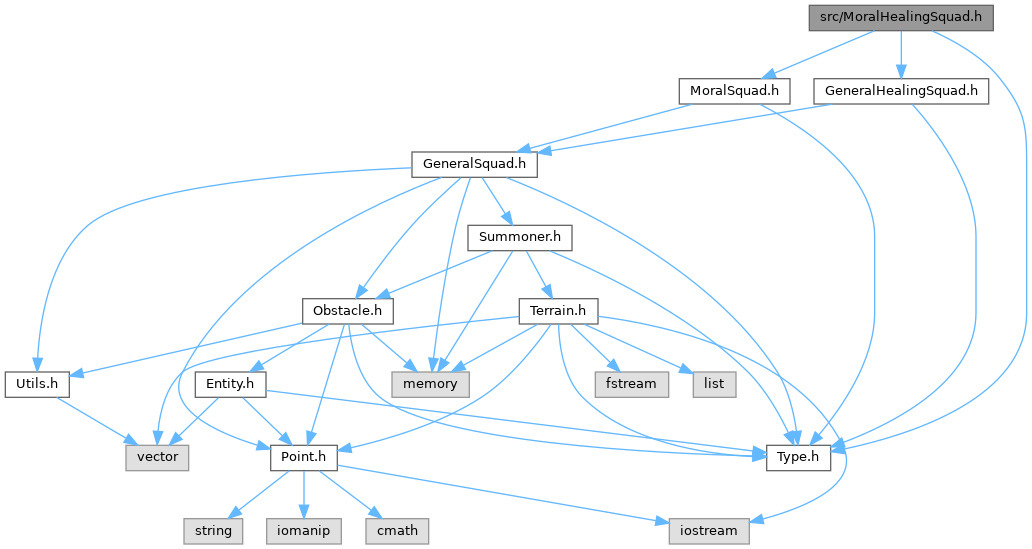 src/MoralHealingSquad.h
MoralSquad.h
GeneralHealingSquad.h
GeneralSquad.h
Summoner.h
Obstacle.h
Terrain.h
Utils.h
Entity.h
memory
fstream
list
vector
Point.h
Type.h
string
iomanip
cmath
iostream